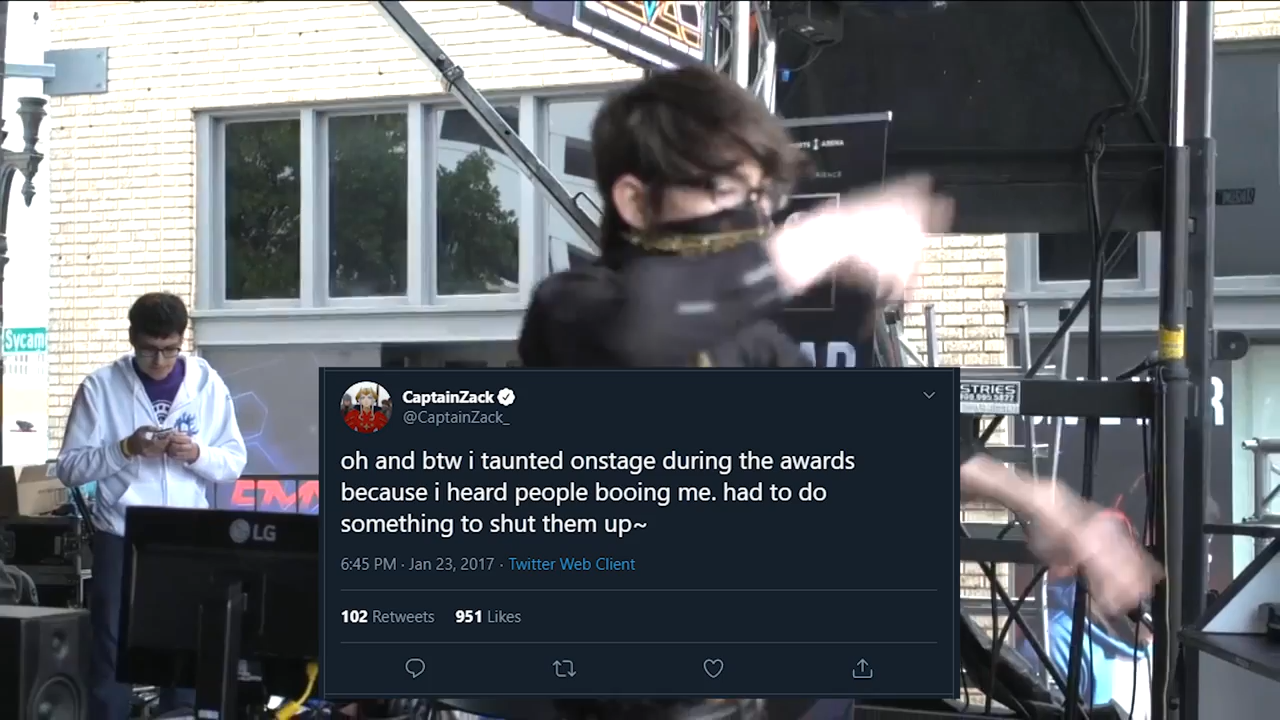 Sycam
LG
STRIES
CaptainZack
@CaptainZack_
oh and btw i taunted onstage during the awards
because i heard people booing me. had to do
something to shut them up~
6:45 PM · Jan 23, 2017 · Twitter Web Client
102 Retweets 951 Likes